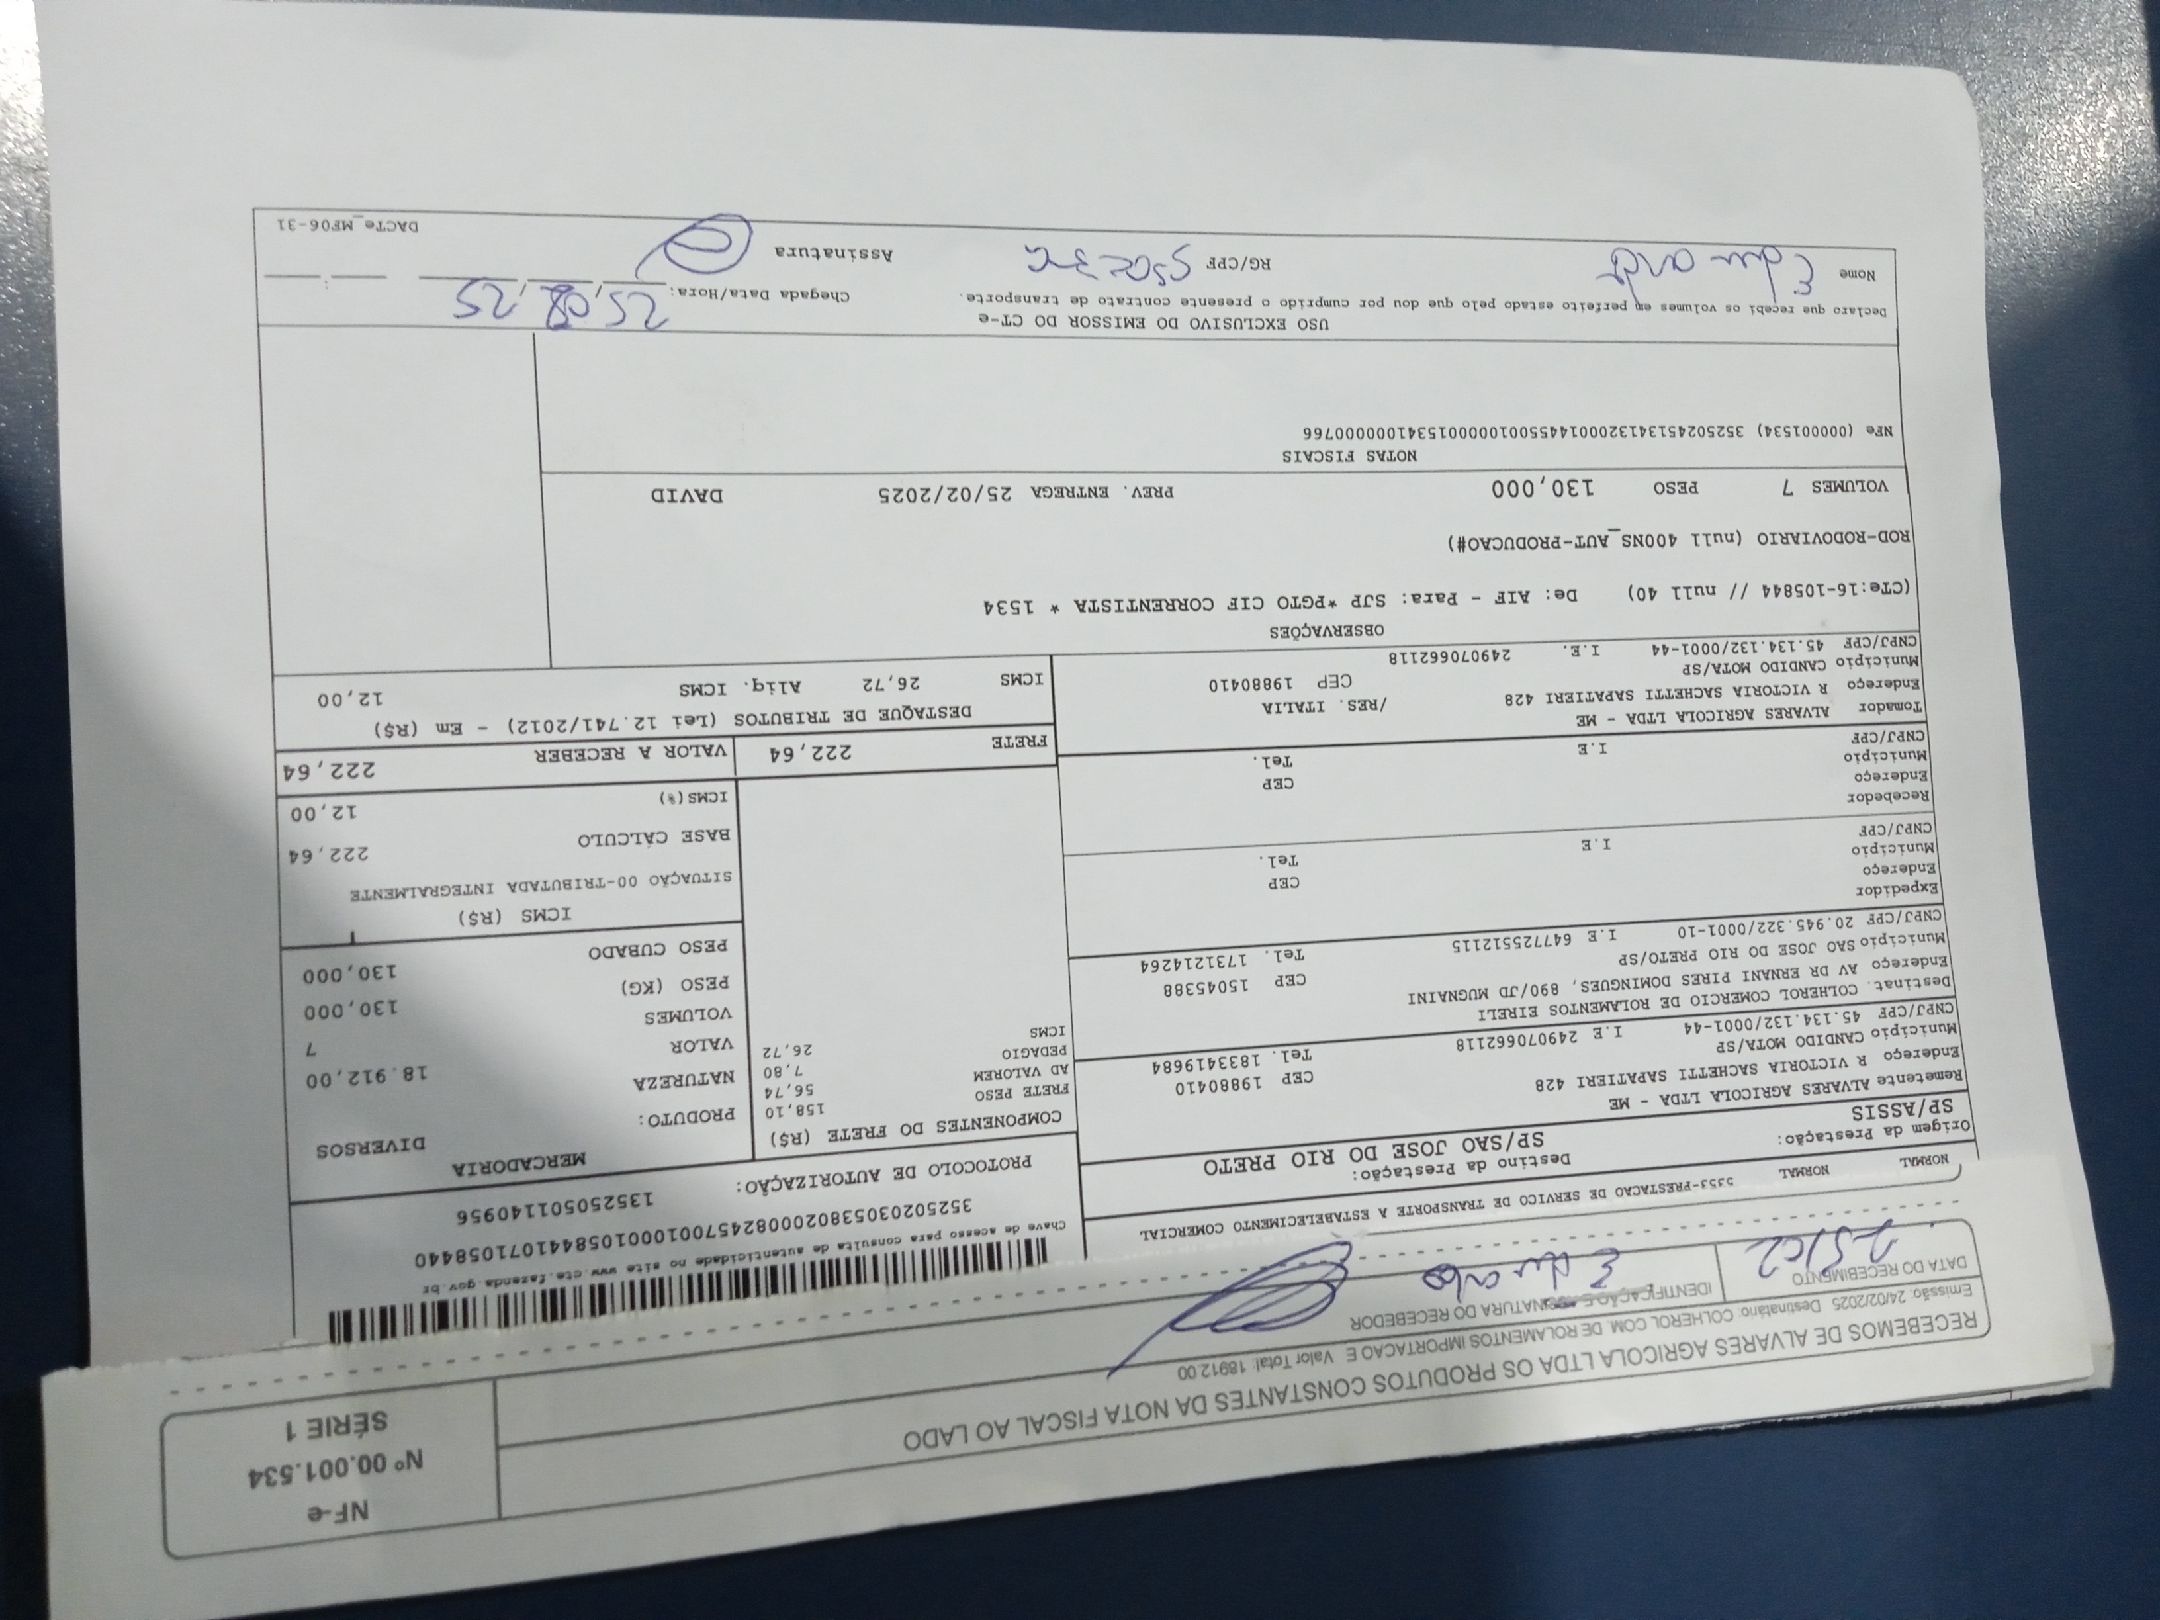 RECEBEMOS DE ALVARES AGRICOLA LTDA OS PRODUTOS CONSTANTES DA NOTA FISCAL AO LADO
Emissão: 24/02/2025 Destinatário: COLHEROL COM. DE ROLAMENTOS IMPORTACAO E Valor Total: 18912.00
DATA DO RECEBIMENTO
25/02
IDENTIFICAÇÃO E ASSINATURA DO RECEBEDOR
Eduardo
NF-e
Nº 00.001.534
SÉRIE 1
Chave de acesso para consulta de autenticidade no site www.cte.fazenda.gov.br
35250203053802000824570010001058441071058440
NORMAL NORMAL 5353-PRESTACAO DE SERVICO DE TRANSPORTE A ESTABELECIMENTO COMERCIAL
PROTOCOLO DE AUTORIZAÇÃO: 135250501140956
Origem da Prestação:
SP/ASSIS
Destino da Prestação:
SP/SAO JOSE DO RIO PRETO
Remetente ALVARES AGRICOLA LTDA - ME
Endereço R VICTORIA SACHETTI SAPATIERI 428
Município CANDIDO MOTA/SP CEP 19880410
CNPJ/CPF 45.134.132/0001-44 I.E 249070662118 Tel. 1833419684
Destinat. COLHEROL COMERCIO DE ROLAMENTOS EIRELI
Endereço AV DR ERNANI PIRES DOMINGUES, 890/JD MUGNAINI
Município SAO JOSE DO RIO PRETO/SP CEP 15045388
CNPJ/CPF 20.945.322/0001-10 I.E 647725512115 Tel. 1731214264
Expedidor
Endereço
Município CEP
CNPJ/CPF I.E Tel.
Recebedor
Endereço
Município CEP
CNPJ/CPF I.E Tel.
Tomador ALVARES AGRICOLA LTDA - ME
Endereço R VICTORIA SACHETTI SAPATIERI 428 /RES. ITALIA
Município CANDIDO MOTA/SP CEP 19880410
CNPJ/CPF 45.134.132/0001-44 I.E. 249070662118
COMPONENTES DO FRETE (R$)
FRETE PESO 158,10
AD VALOREM 56,74
PEDAGIO 7,80
ICMS 26,72
MERCADORIA
PRODUTO: DIVERSOS
NATUREZA
VALOR 18.912,00
VOLUMES 7
PESO (KG) 130,000
PESO CUBADO 130,000
ICMS (R$)
SITUAÇÃO 00-TRIBUTADA INTEGRALMENTE
BASE CÁLCULO 222,64
ICMS(%) 12,00
FRETE 222,64 VALOR A RECEBER 222,64
DESTAQUE DE TRIBUTOS (Lei 12.741/2012) - Em (R$)
ICMS 26,72 Aliq. ICMS 12,00
OBSERVAÇÕES
(CTe:16-105844 // null 40) De: AIF - Para: SJP *PGTO CIF CORRENTISTA * 1534
ROD-RODOVIARIO (null 400NS_AUT-PRODUCAO#)
VOLUMES 7 PESO 130,000 PREV. ENTREGA 25/02/2025 DAVID
NOTAS FISCAIS
NFe (000001534) 35250245134132000144550010000015341000000766
USO EXCLUSIVO DO EMISSOR DO CT-e
Declaro que recebi os volumes em perfeito estado pelo que dou por cumprido o presente contrato de transporte.
Chegada Data/Hora: 25/02/25 :
Nome Eduardo RG/CPF Assinatura
DACTe_MF06-31